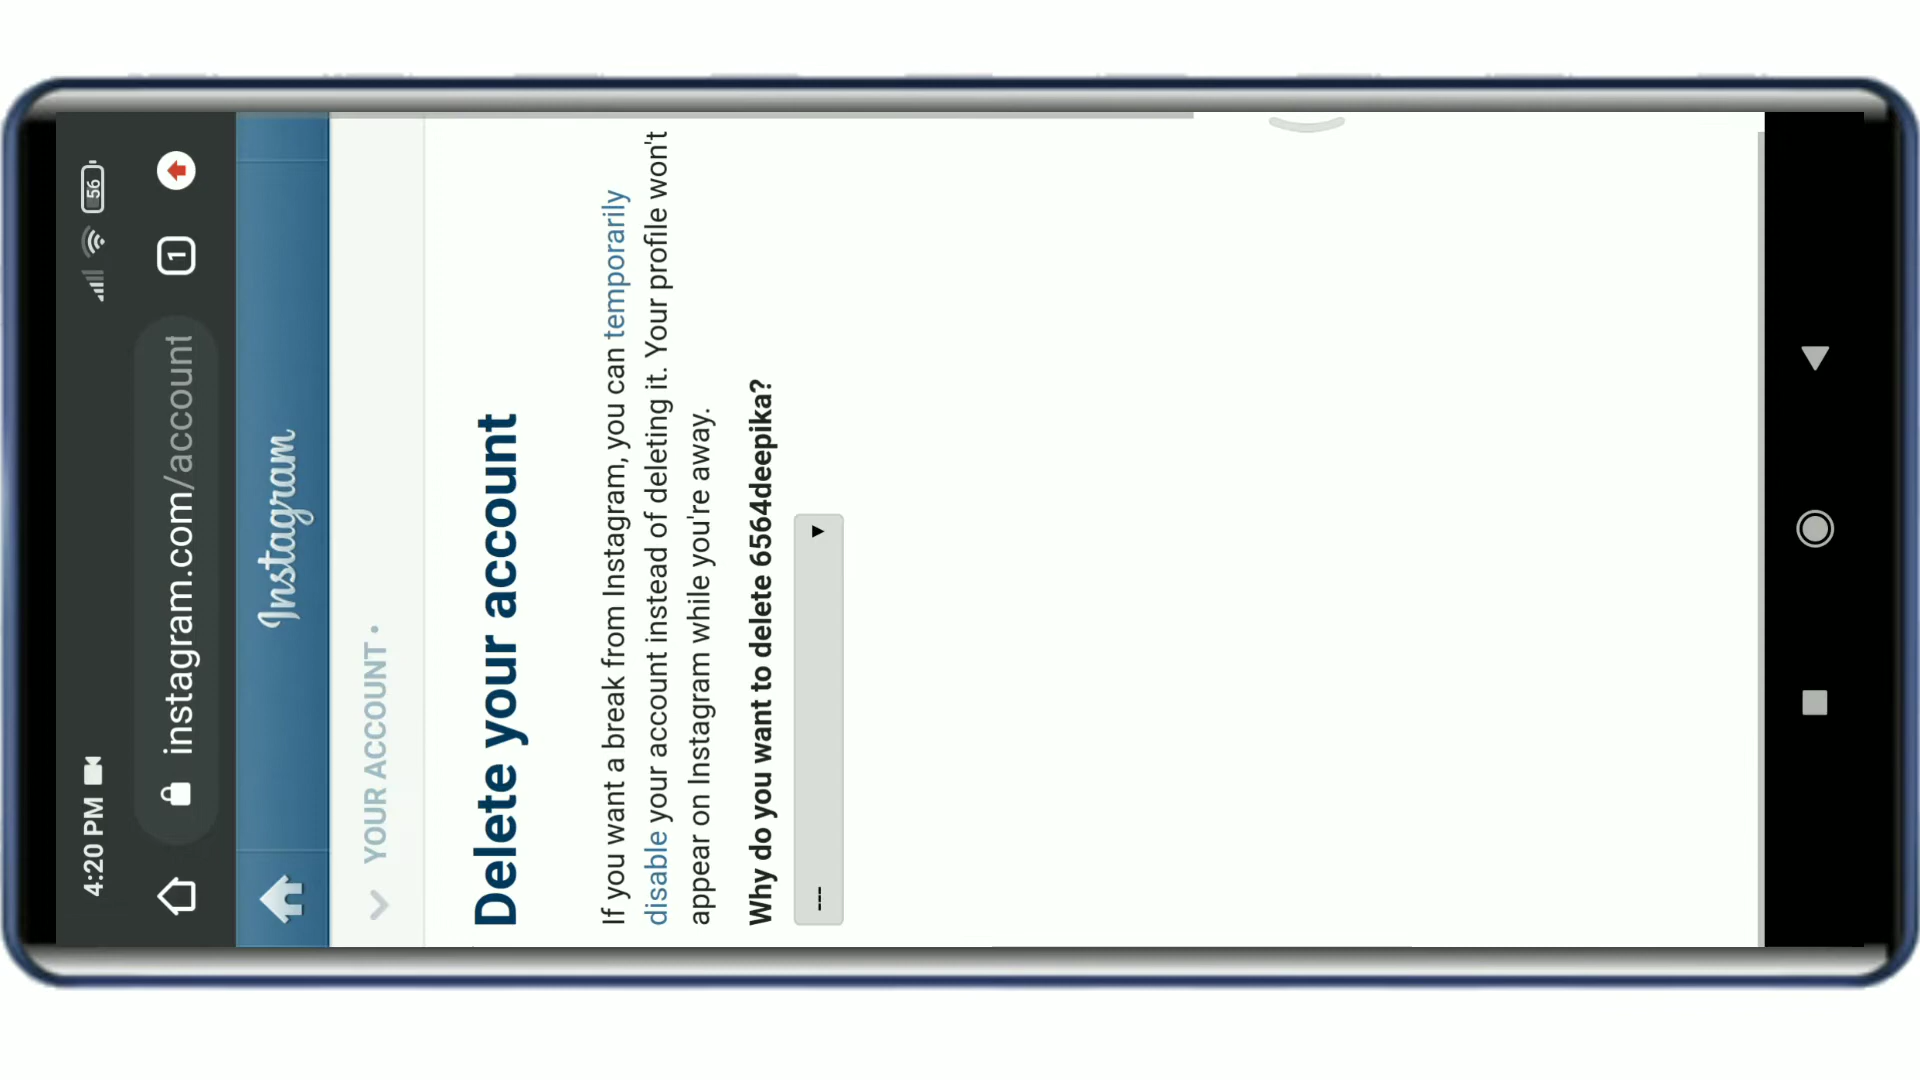 4:20 PM
56
instagram.com/account
1
Instagram
YOUR ACCOUNT •
Delete your account
If you want a break from Instagram, you can temporarily
disable your account instead of deleting it. Your profile won't
appear on Instagram while you're away.
Why do you want to delete 6564deepika?
---